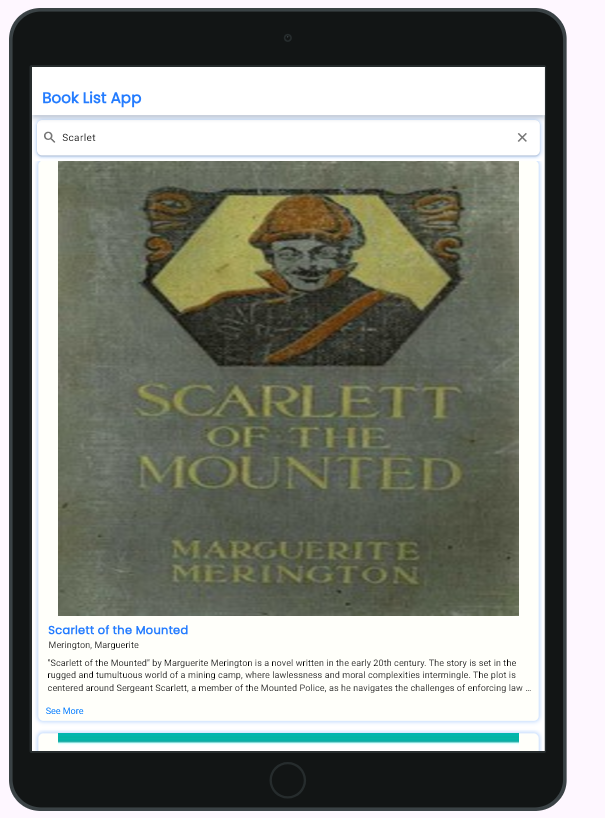 Book List App
Scarlet
SCARLETT
OF THE
MOUNTED
MARGUERITE
MERINGTON
Scarlett of the Mounted
Merington, Marguerite
"Scarlett of the Mounted" by Marguerite Merington is a novel written in the early 20th century. The story is set in the
rugged and tumultuous world of a mining camp, where lawlessness and moral complexities intermingle. The plot is
centered around Sergeant Scarlett, a member of the Mounted Police, as he navigates the challenges of enforcing law ...
See More